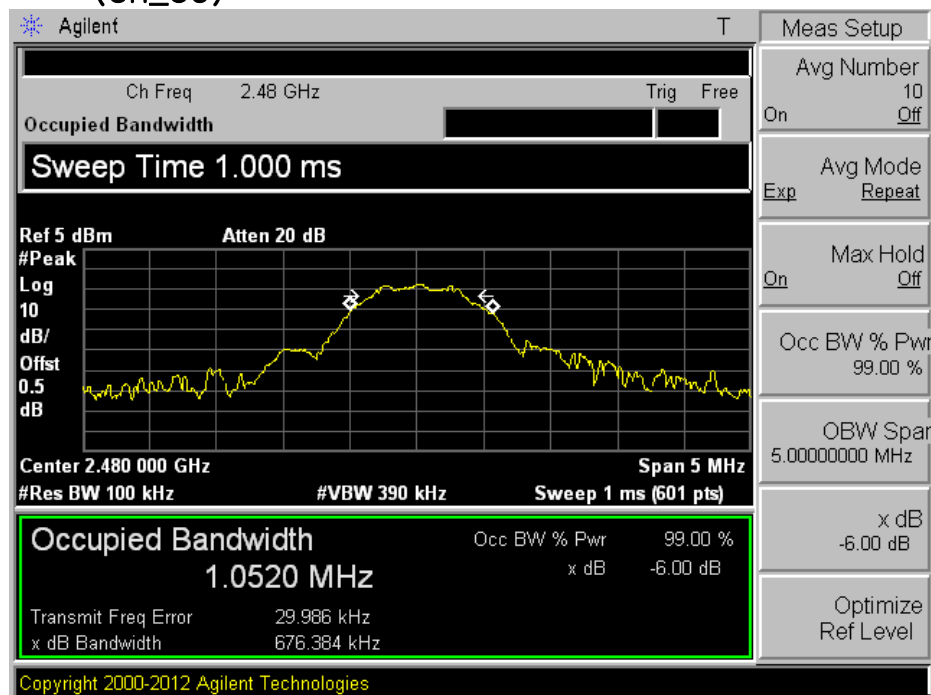 Agilent T Meas Setup
Ch Freq 2.48 GHz Trig Free
Occupied Bandwidth
Sweep Time 1.000 ms
Ref 5 dBm Atten 20 dB
#Peak
Log
10
dB/
Offst
0.5
dB
Center 2.480 000 GHz Span 5 MHz
#Res BW 100 kHz #VBW 390 kHz Sweep 1 ms (601 pts)
Occupied Bandwidth Occ BW % Pwr 99.00 %
1.0520 MHz x dB -6.00 dB
Transmit Freq Error 29.986 kHz
x dB Bandwidth 676.384 kHz
Copyright 2000-2012 Agilent Technologies
Avg Number
10
On Off
Avg Mode
Exp Repeat
Max Hold
On Off
Occ BW % Pwr
99.00 %
OBW Span
5.00000000 MHz
x dB
-6.00 dB
Optimize
Ref Level